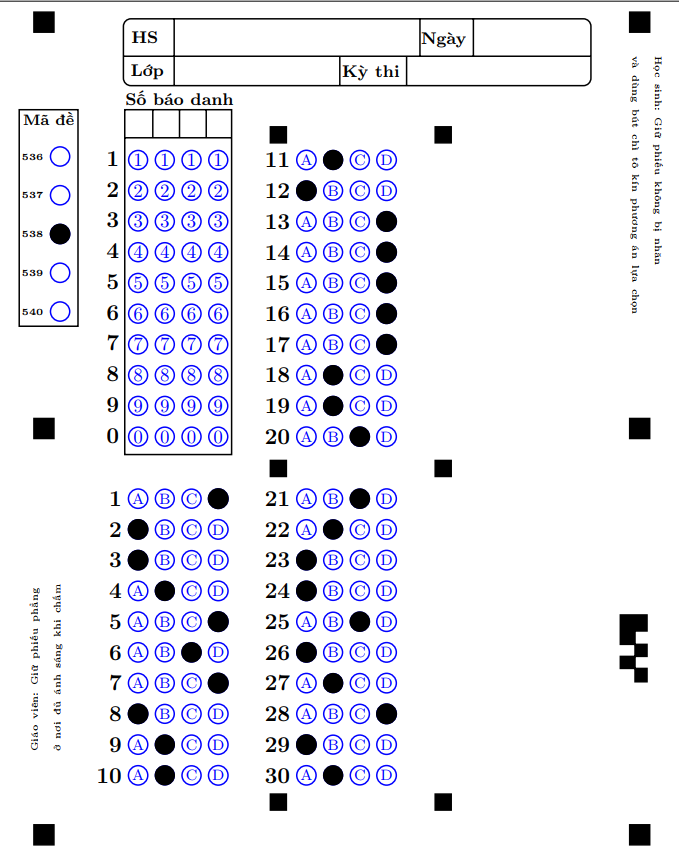 HS
Ngày
Lớp
Kỳ thi
Học sinh: Giữ phiếu không bị nhăn
và dùng bút chì tô kín phương án lựa chọn
Mã đề
536
537
538
539
540
Số báo danh
1 1 1 1 1
2 2 2 2 2
3 3 3 3 3
4 4 4 4 4
5 5 5 5 5
6 6 6 6 6
7 7 7 7 7
8 8 8 8 8
9 9 9 9 9
0 0 0 0 0
11 A C D
12 B C D
13 A B C
14 A B C
15 A B C
16 A B C
17 A B C
18 A C D
19 A C D
20 A B D
1 A B C
2 B C D
3 B C D
4 A C D
5 A B C
6 A B D
7 A B C
8 B C D
9 A C D
10 A C D
21 A B D
22 A C D
23 B C D
24 B C D
25 A B D
26 B C D
27 A C D
28 A B C
29 B C D
30 A C D
Giáo viên: Giữ phiếu phẳng
ở nơi đủ ánh sáng khi chấm